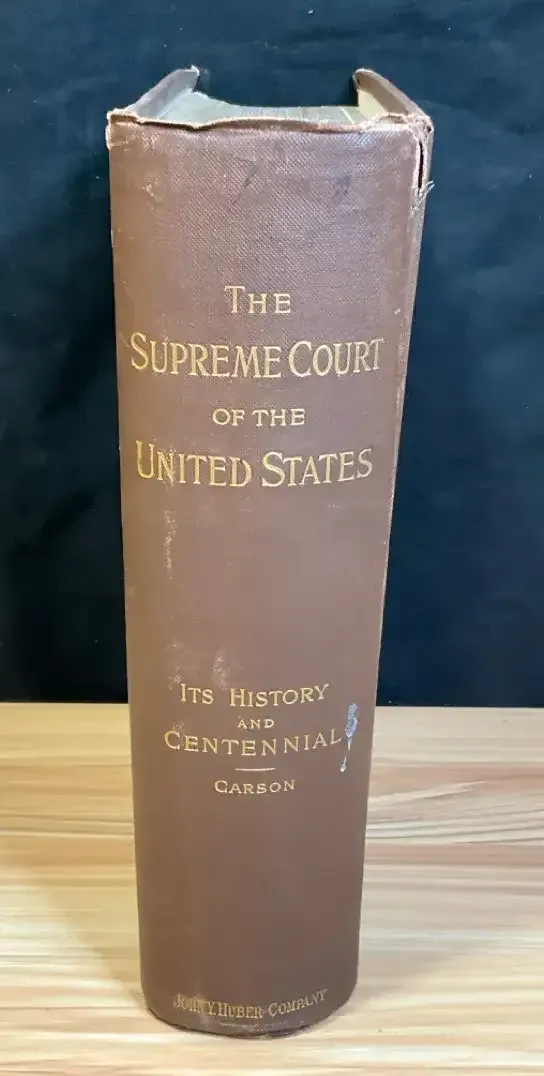 THE
SUPREME COURT
OF THE
UNITED STATES
ITS HISTORY
AND
CENTENNIAL
CARSON
JOHN Y. HUBER COMPANY